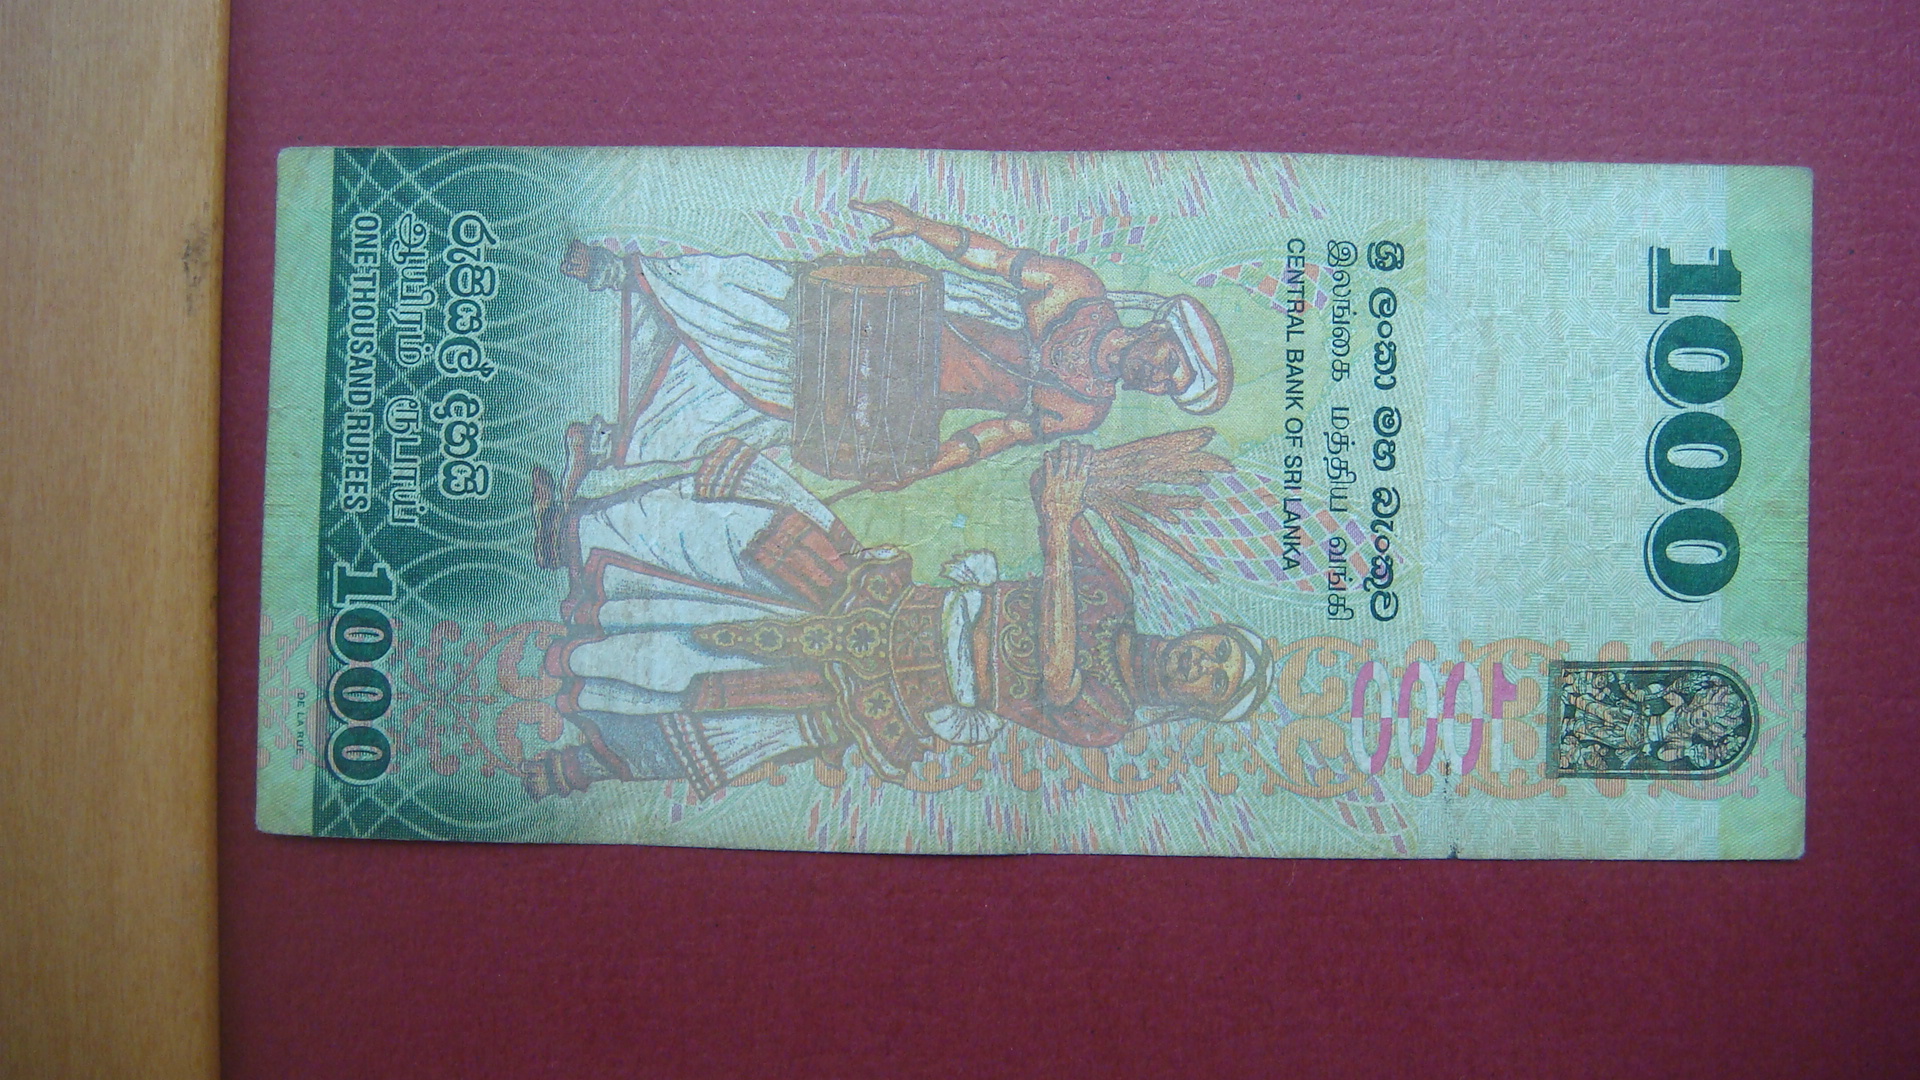 1000
ශ්‍රී ලංකා මහ බැංකුව
இலங்கை மத்திய வங்கி
CENTRAL BANK OF SRI LANKA
1000
රුපියල් දහසයි
ஆயிரம் ரூபாய்
ONE THOUSAND RUPEES
1000
DE LA RUE